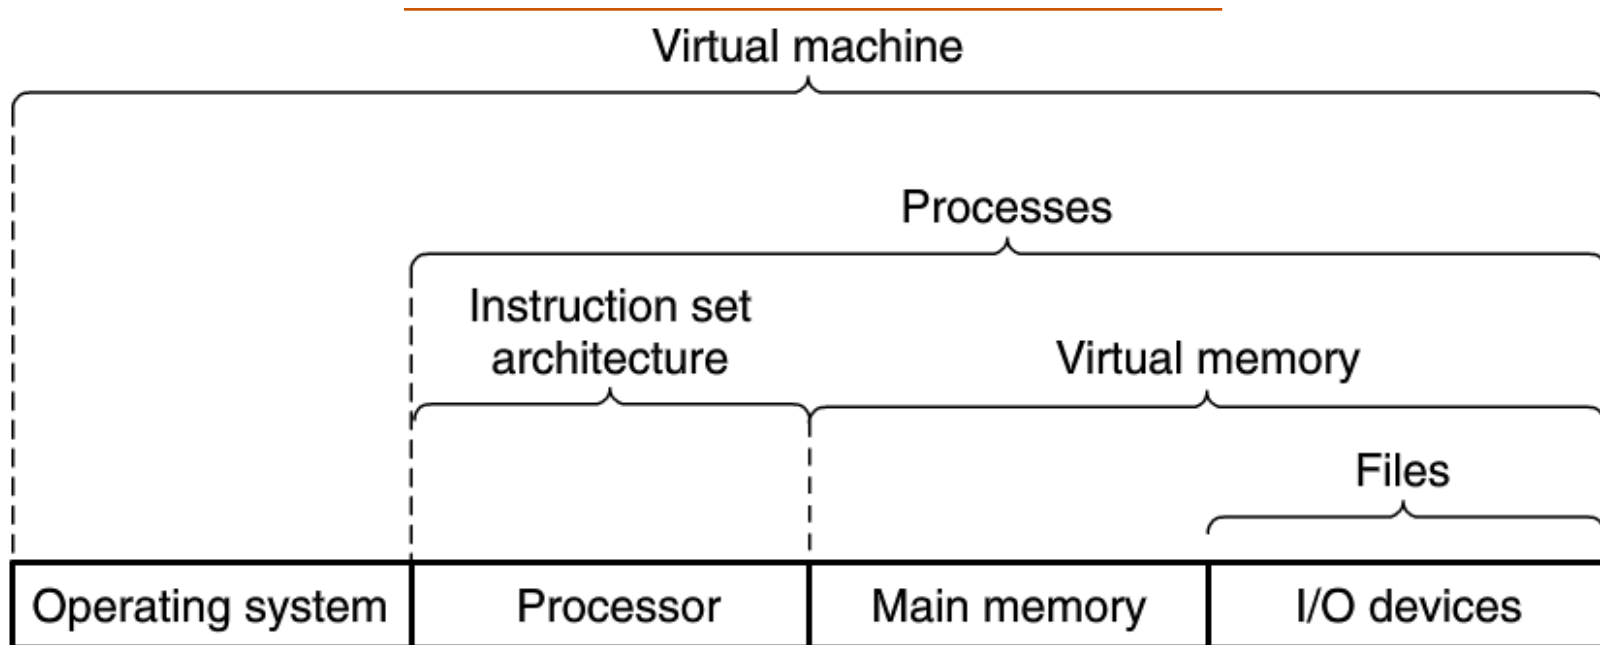 Virtual machine
Processes
Instruction set
architecture
Virtual memory
Files
Operating system
Processor
Main memory
I/O devices